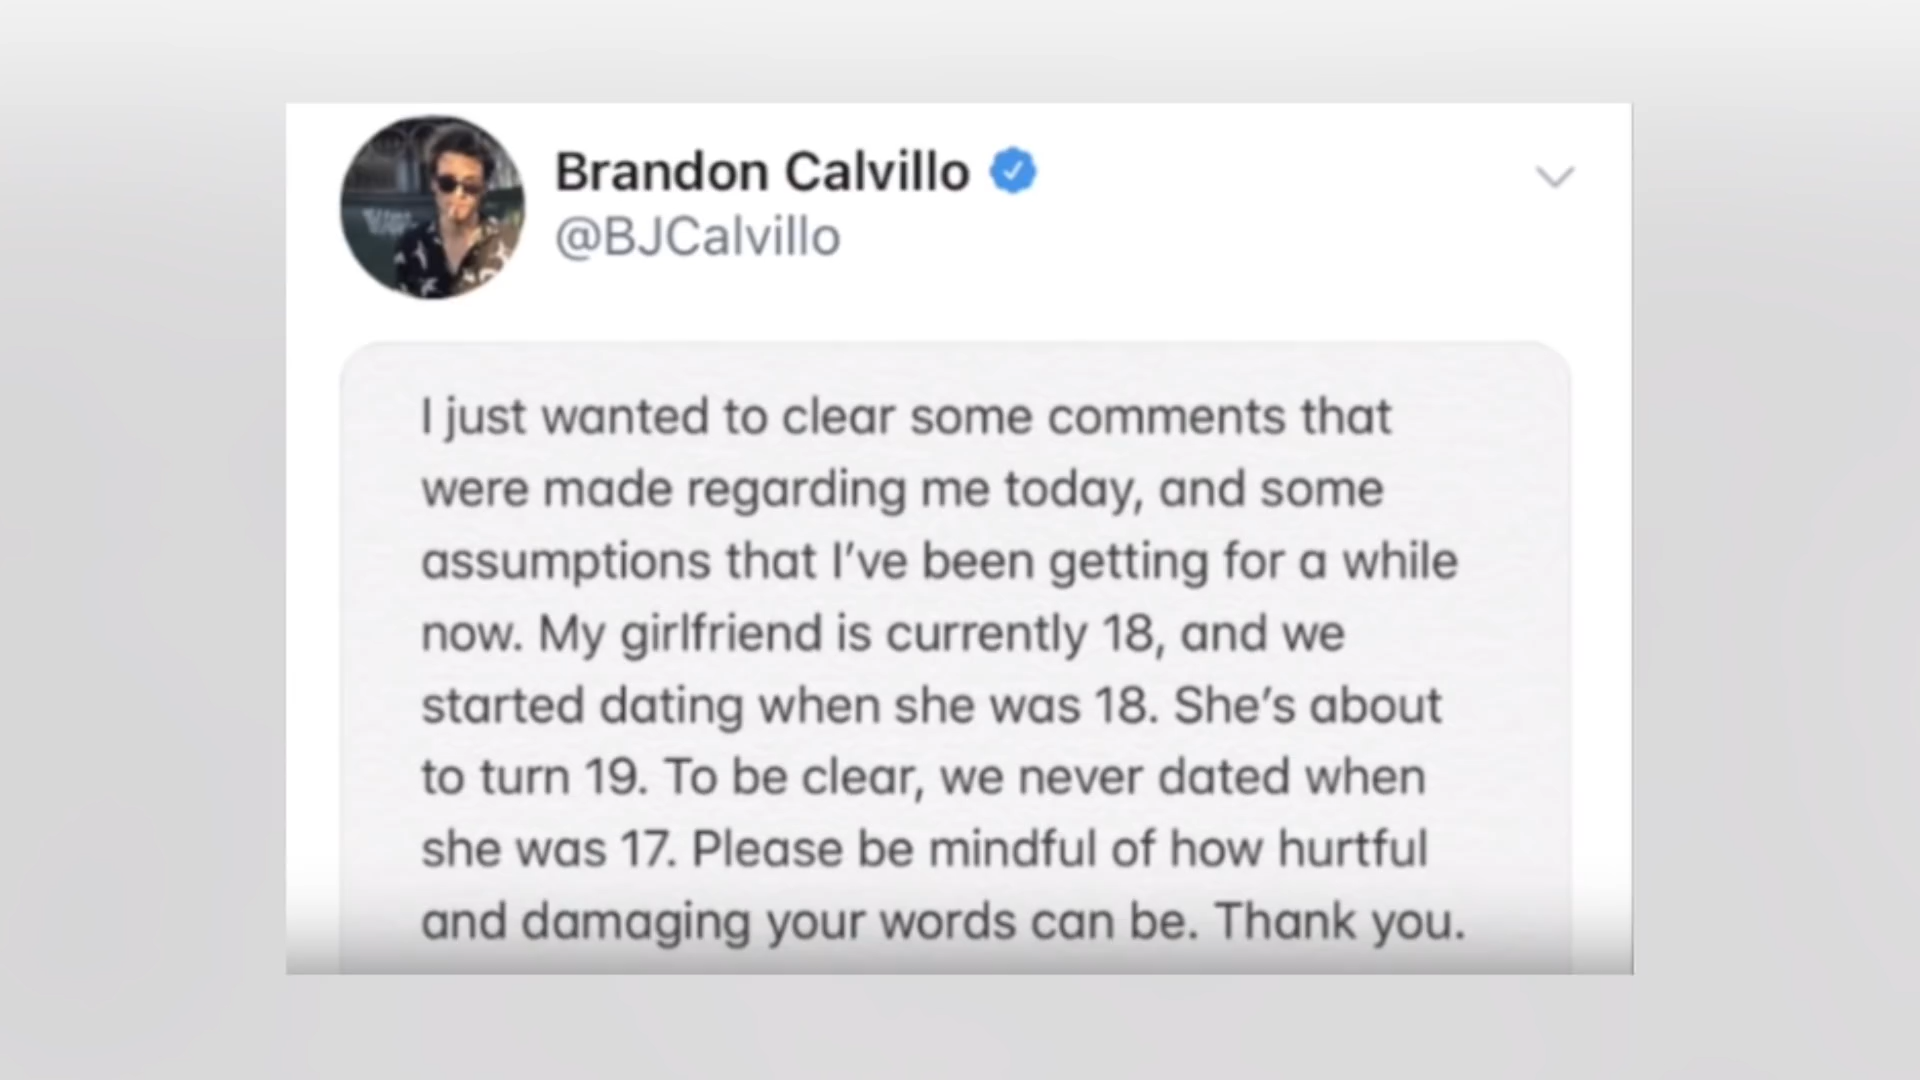 Brandon Calvillo
@BJCalvillo
I just wanted to clear some comments that
were made regarding me today, and some
assumptions that I’ve been getting for a while
now. My girlfriend is currently 18, and we
started dating when she was 18. She’s about
to turn 19. To be clear, we never dated when
she was 17. Please be mindful of how hurtful
and damaging your words can be. Thank you.